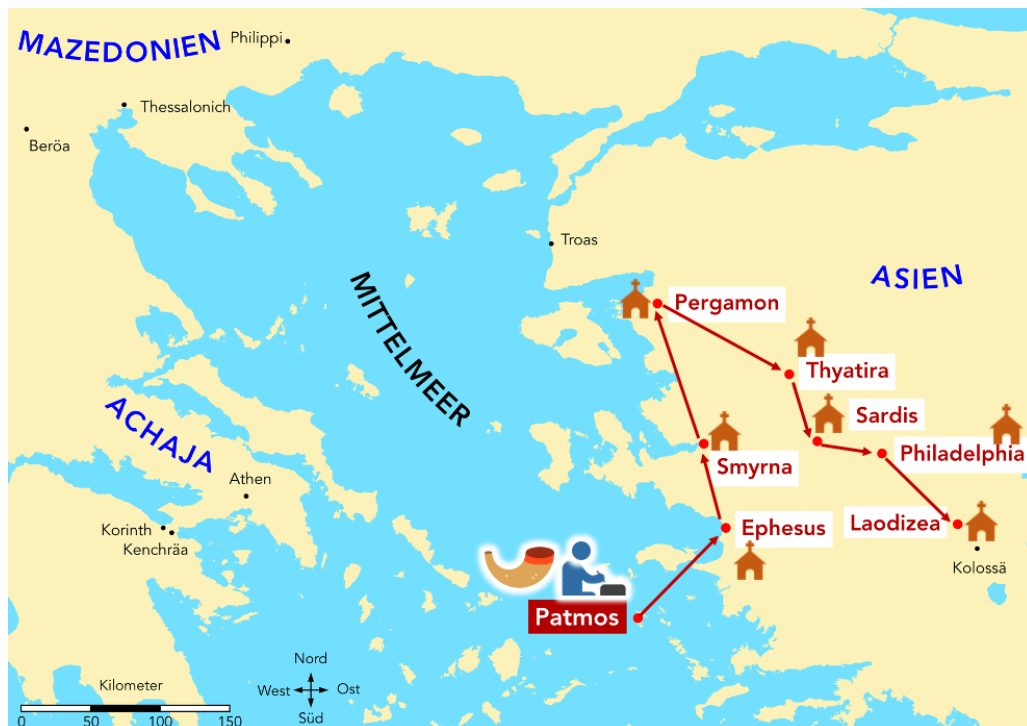 MAZEDONIEN
Philippi
Thessalonich
Beröa
Troas
ASIEN
MITTELMEER
Pergamon
Thyatira
Sardis
ACHAJA
Smyrna
Philadelphia
Athen
Laodizea
Ephesus
Korinth
Kenchräa
Kolossä
Patmos
Nord
West
Ost
Süd
Kilometer
0 50 100 150